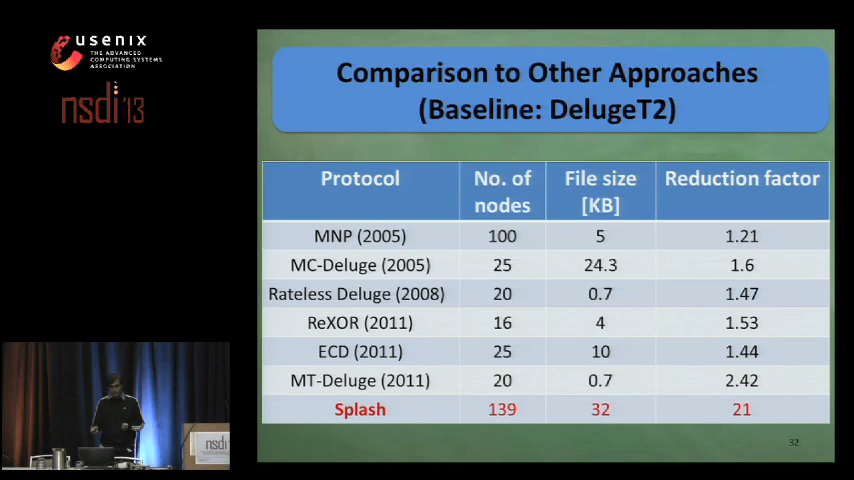 usenix
THE ADVANCED
COMPUTING SYSTEMS
ASSOCIATION
nsdi '13
Comparison to Other Approaches
(Baseline: DelugeT2)
Protocol No. of nodes File size [KB] Reduction factor
MNP (2005) 100 5 1.21
MC-Deluge (2005) 25 24.3 1.6
Rateless Deluge (2008) 20 0.7 1.47
ReXOR (2011) 16 4 1.53
ECD (2011) 25 10 1.44
MT-Deluge (2011) 20 0.7 2.42
Splash 139 32 21
32
nsdi